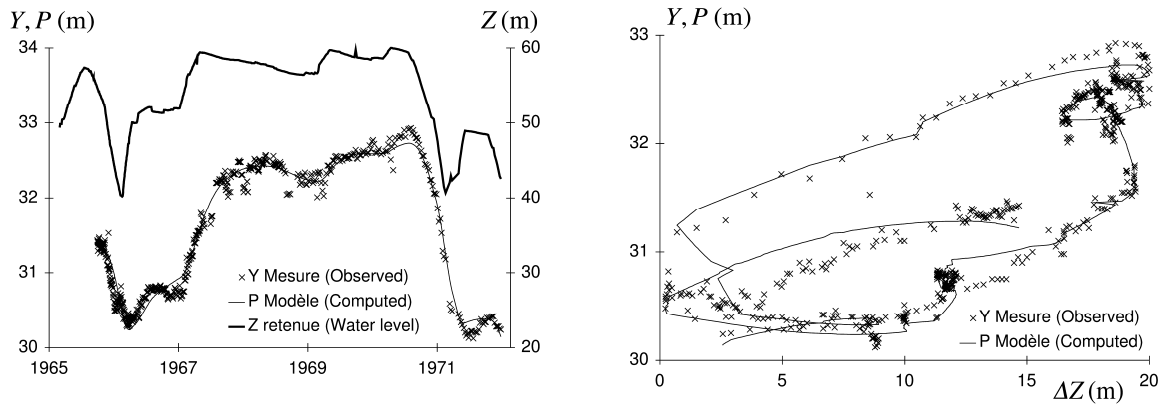 Y, P (m)
Z (m)
34
33
32
31
30
60
50
40
30
20
× Y Mesure (Observed)
P Modèle (Computed)
Z retenue (Water level)
1965 1967 1969 1971
Y, P (m)
33
32
31
30
× Y Mesure (Observed)
P Modèle (Computed)
0 5 10 15 20
ΔZ (m)